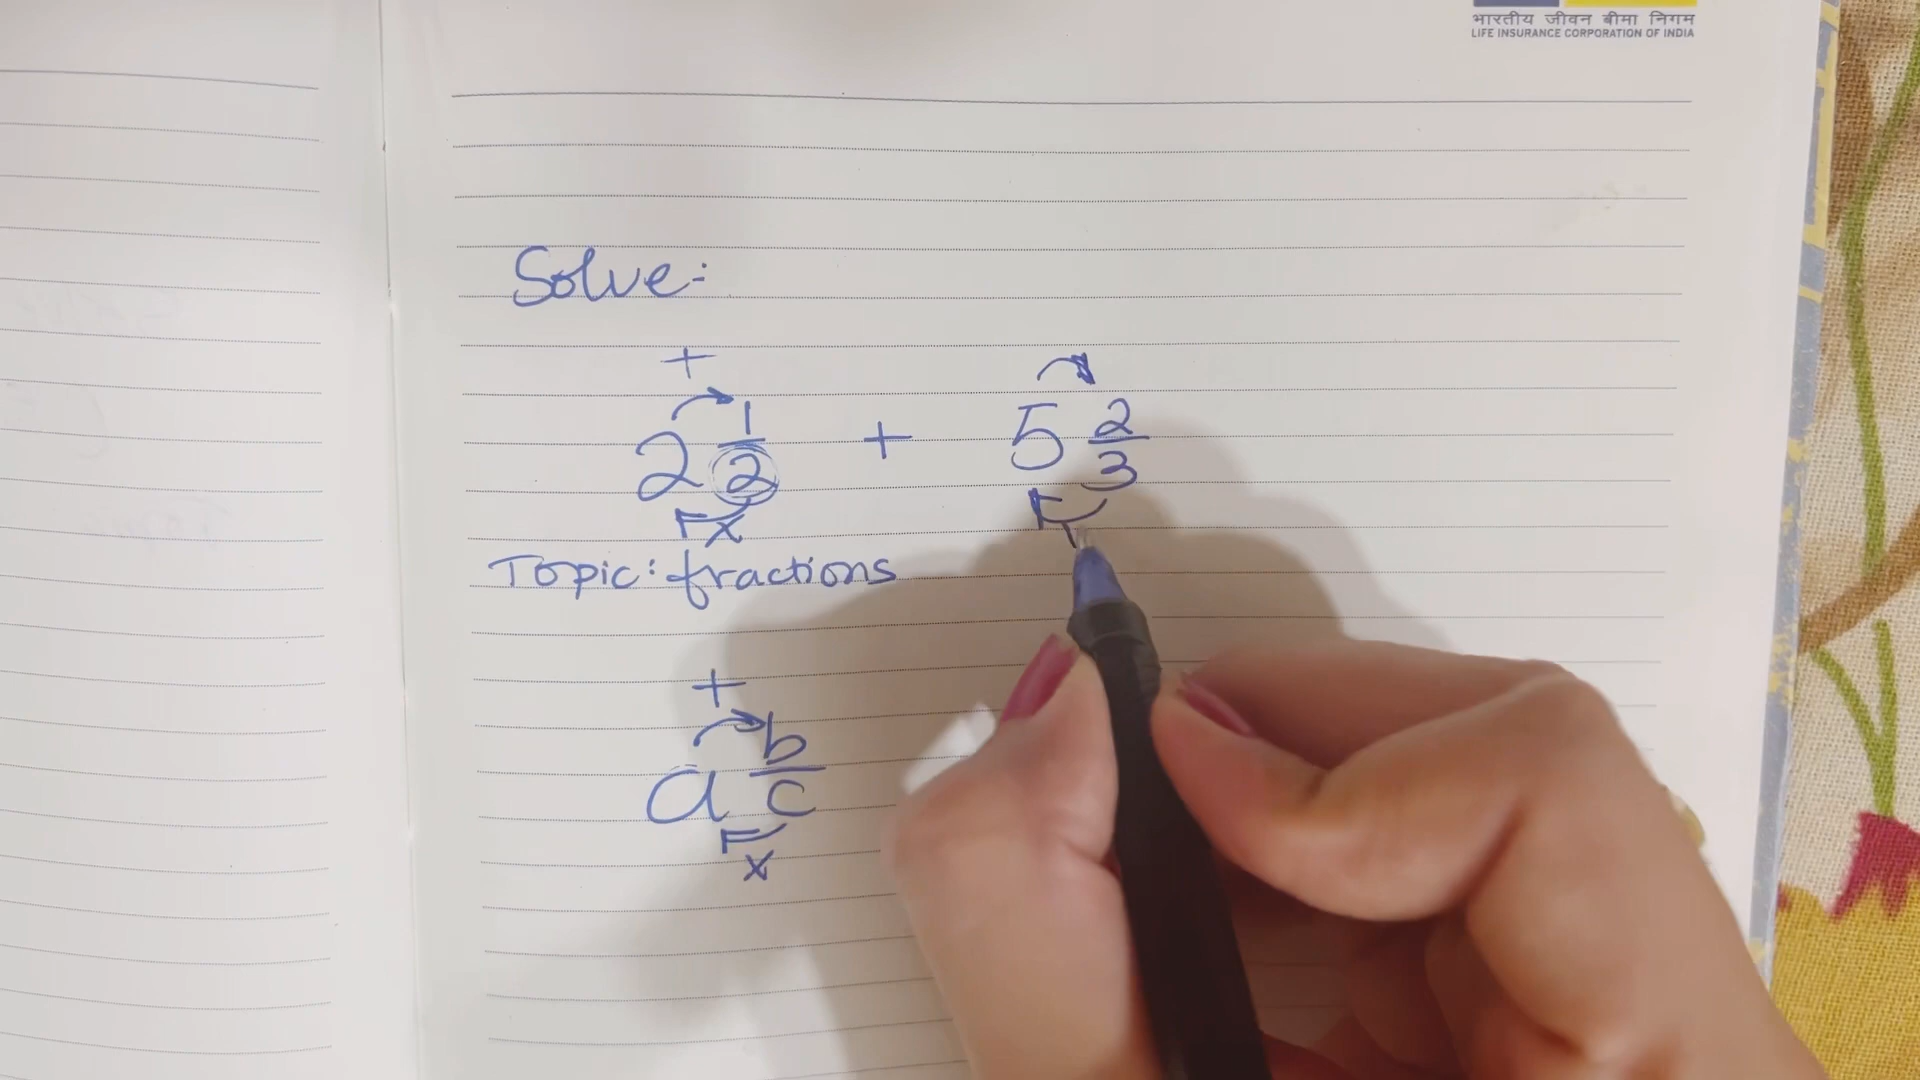 भारतीय जीवन बीमा निगम
LIFE INSURANCE CORPORATION OF INDIA
Solve:
+
2 1/2 + 5 2/3
x
Topic: fractions
+
a b/c
x